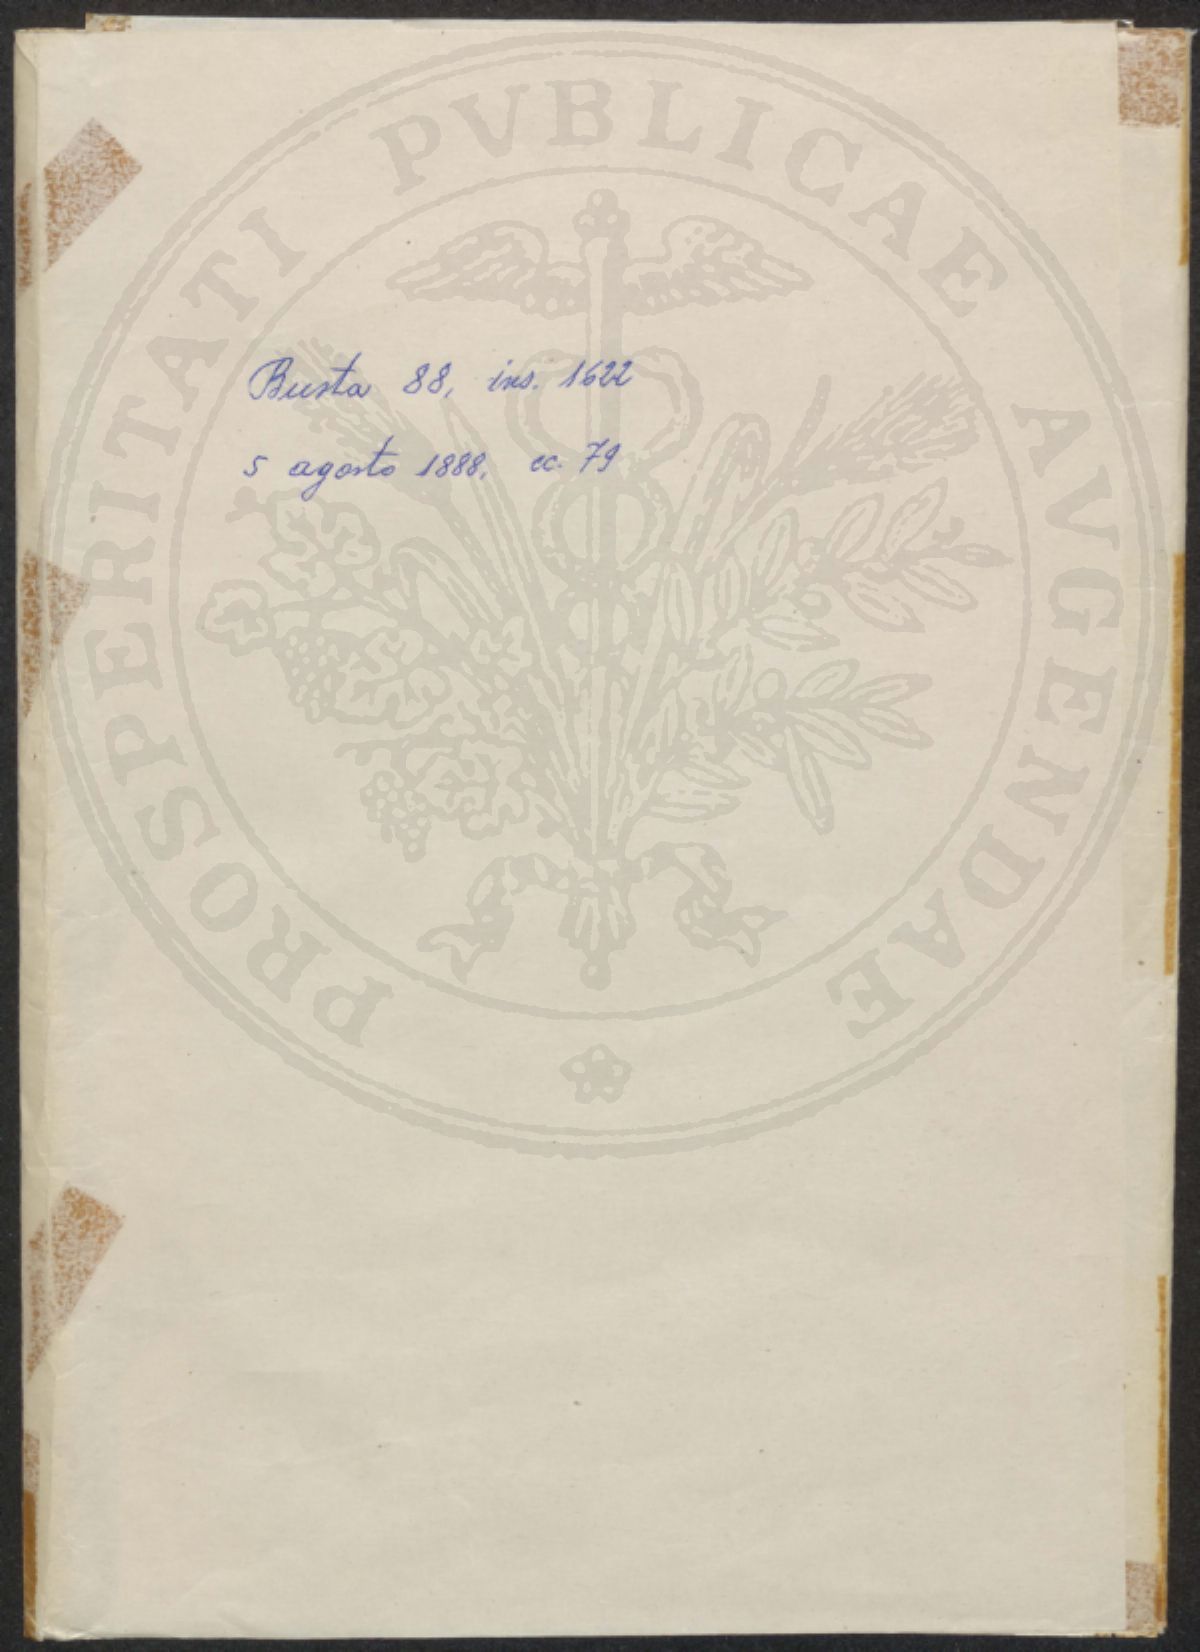 PROSPERITATI PVBLICAE AVGENDAE
Busta 88, ins. 1622
5 agosto 1888, cc. 79